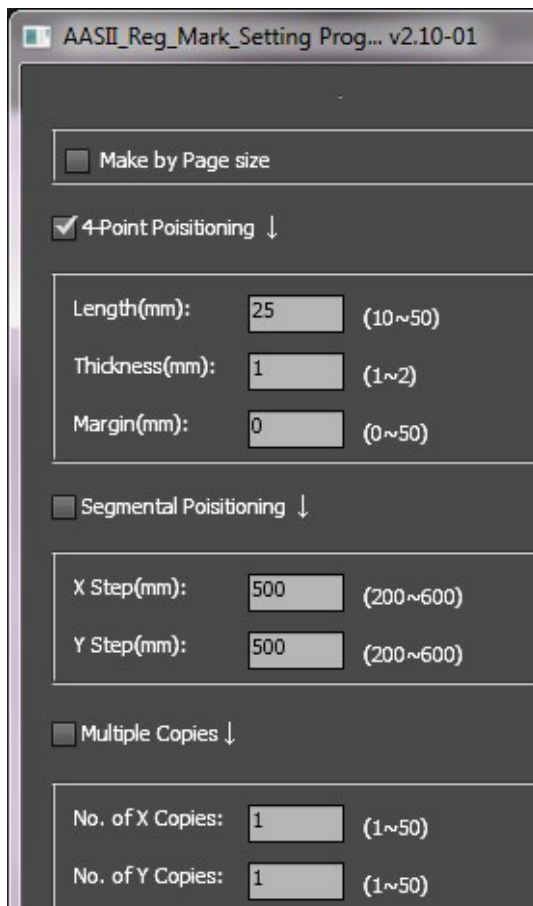 AASII_Reg_Mark_Setting Prog... v2.10-01
Make by Page size
4-Point Poisitioning ↓
Length(mm): 25 (10~50)
Thickness(mm): 1 (1~2)
Margin(mm): 0 (0~50)
Segmental Poisitioning ↓
X Step(mm): 500 (200~600)
Y Step(mm): 500 (200~600)
Multiple Copies ↓
No. of X Copies: 1 (1~50)
No. of Y Copies: 1 (1~50)